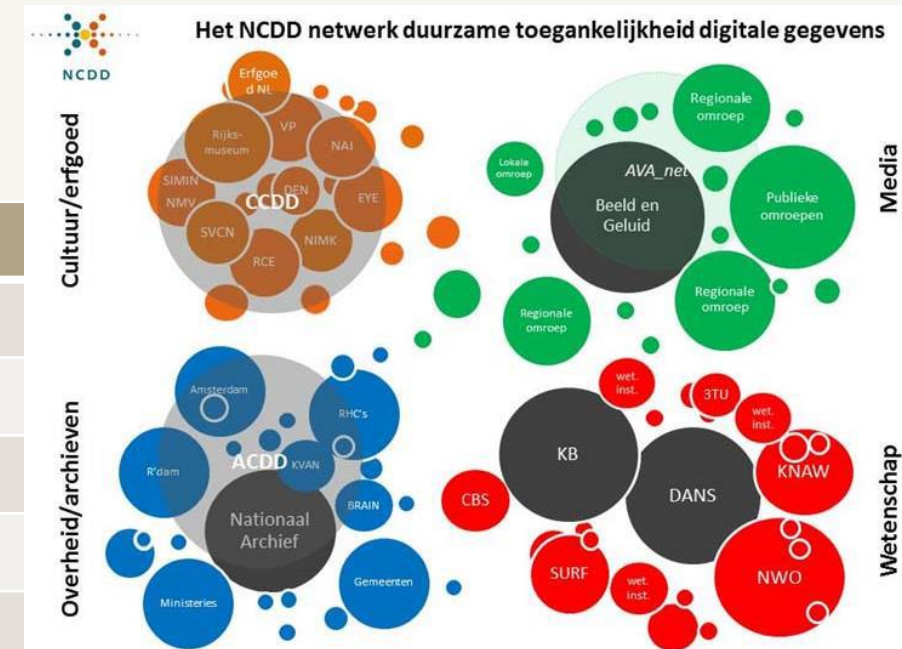 Het NCDD netwerk duurzame toegankelijkheid digitale gegevens
NCDD
Cultuur/erfgoed
Erfgoe
d NL
VP
Rijks-
museum
NAI
SIMIN
NMV
DEN
CCDD
EYE
SVCN
NIMK
RCE
Media
Regionale
omroep
Lokale
omroep
AVA_net
Beeld en
Geluid
Publieke
omroepen
Regionale
omroep
Regionale
omroep
Overheid/archieven
Amsterdam
RHC's
R'dam
ACDD
KVAN
BRAIN
Nationaal
Archief
Gemeenten
Ministeries
Wetenschap
wet.
inst.
3TU
wet.
inst.
KB
KNAW
DANS
CBS
SURF
wet.
inst.
NWO